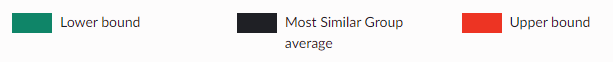 Lower bound
Most Similar Group
average
Upper bound